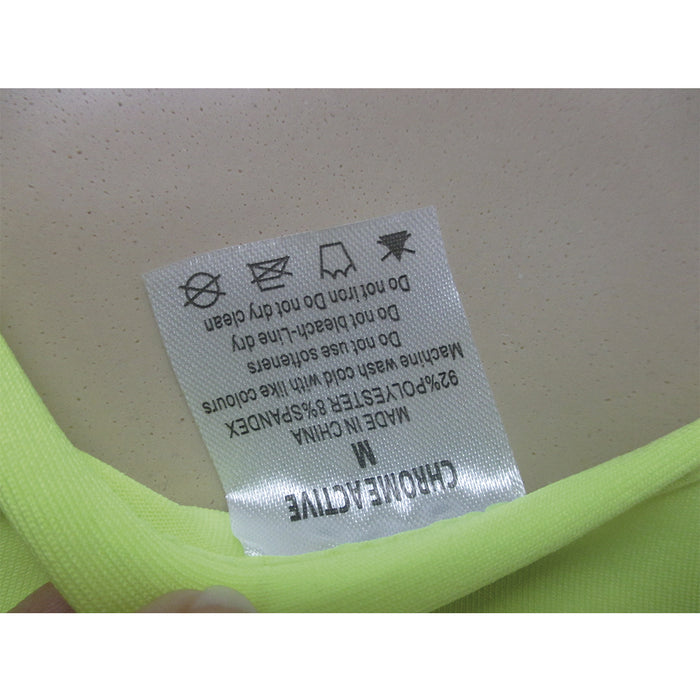 CHROME ACTIVE
M
MADE IN CHINA
92%POLYESTER 8%SPANDEX
Machine wash cold with like colours
Do not use softeners
Do not bleach-Line dry
Do not iron Do not dry clean